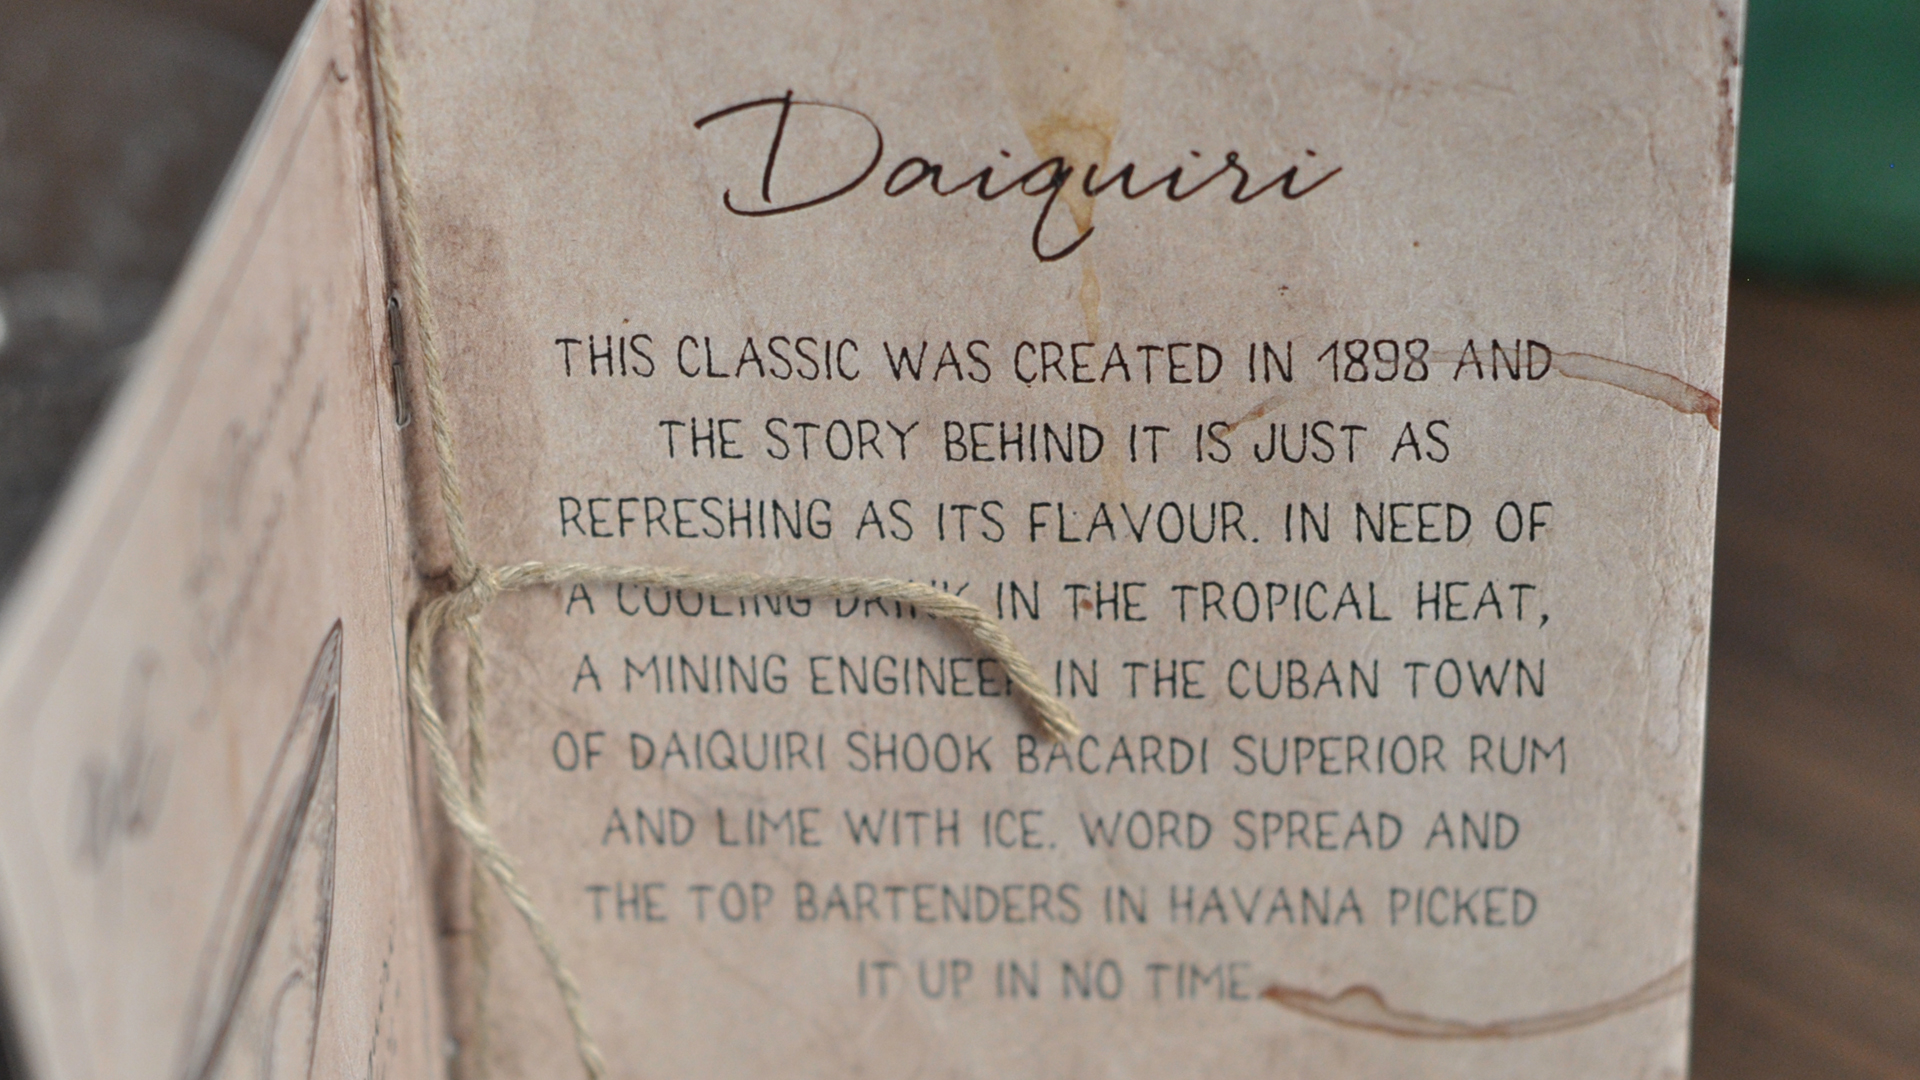 Daiquiri
THIS CLASSIC WAS CREATED IN 1898 AND
THE STORY BEHIND IT IS JUST AS
REFRESHING AS ITS FLAVOUR. IN NEED OF
A COOLING DRINK IN THE TROPICAL HEAT,
A MINING ENGINEER IN THE CUBAN TOWN
OF DAIQUIRI SHOOK BACARDI SUPERIOR RUM
AND LIME WITH ICE. WORD SPREAD AND
THE TOP BARTENDERS IN HAVANA PICKED
IT UP IN NO TIME.